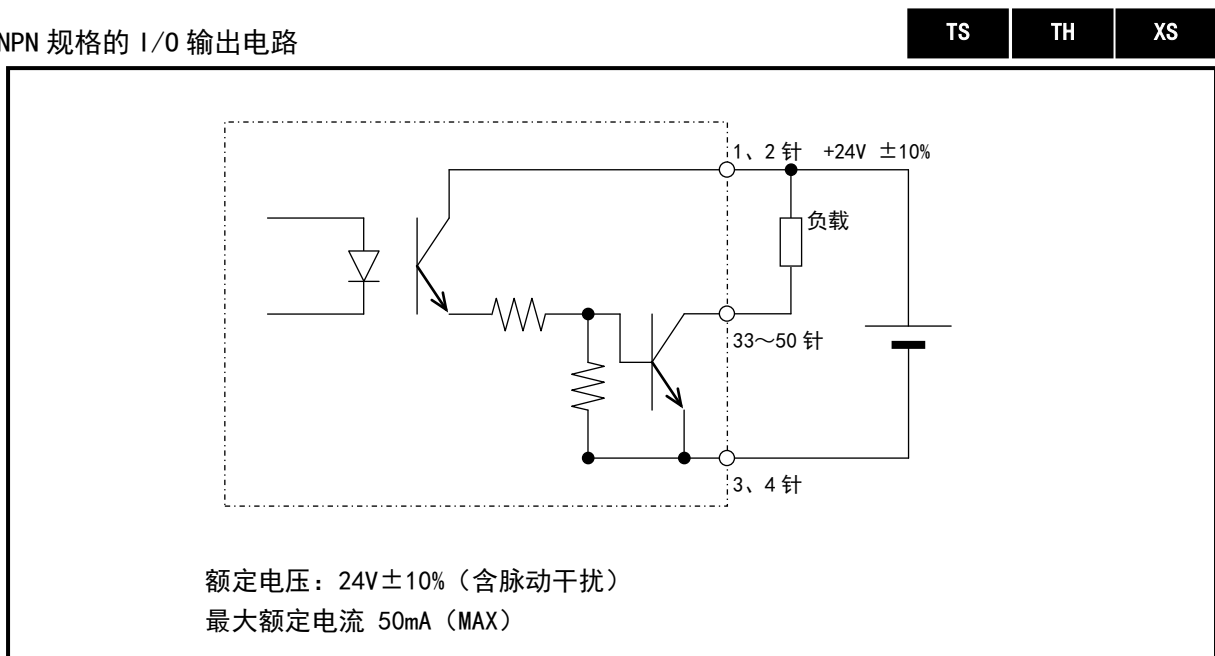 NPN 规格的 I/O 输出电路
TS TH XS
1、2 针 +24V ±10%
负载
33～50 针
3、4 针
额定电压：24V±10%（含脉动干扰）
最大额定电流 50mA（MAX）